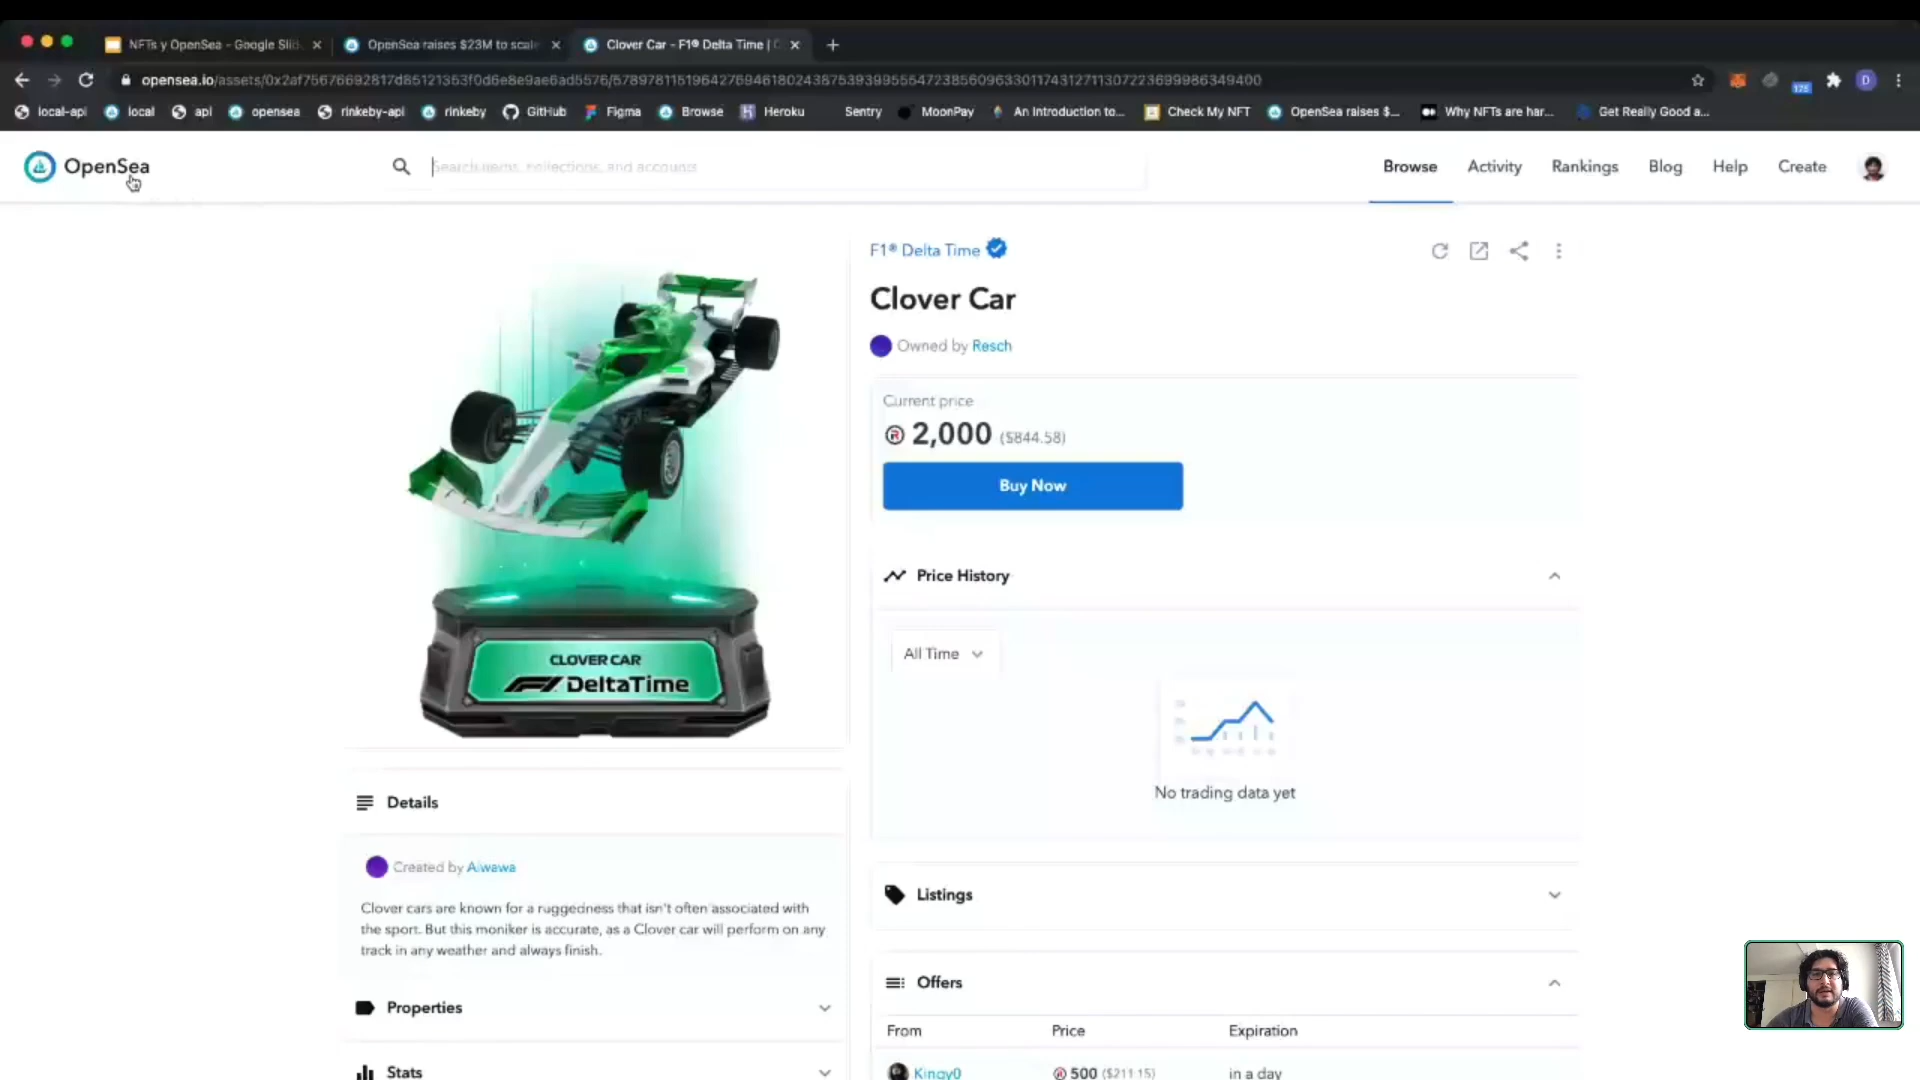 NFTs y OpenSea - Google Slid
OpenSea raises $23M to scale
Clover Car - F1® Delta Time |
opensea.io/assets/
local-api
local
api
opensea
rinkeby-api
rinkeby
GitHub
Figma
Browse
Heroku
Sentry
MoonPay
An Introduction to...
Check My NFT
OpenSea raises $...
Why NFTs are har...
Get Really Good a...
OpenSea
Search items, collections, and accounts
Browse
Activity
Rankings
Blog
Help
Create
F1® Delta Time
Clover Car
Owned by Resch
Current price
2,000 ($844.58)
Buy Now
Price History
All Time
No trading data yet
CLOVER CAR
F1 DeltaTime
Details
Created by Aiwawa
Clover cars are known for a ruggedness that isn't often associated with
the sport. But this moniker is accurate, as a Clover car will perform on any
track in any weather and always finish.
Properties
Stats
Listings
Offers
From Price Expiration
Kingy0 500 ($211.15) in a day